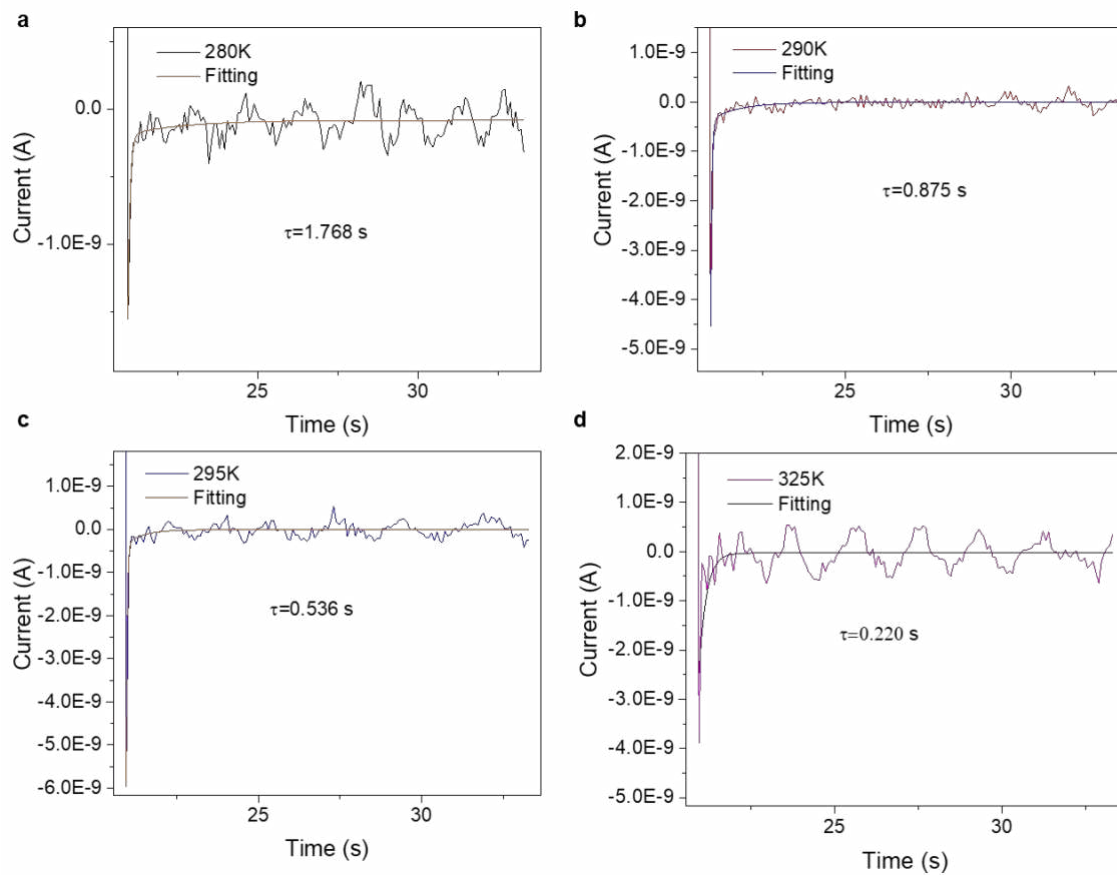 a
280K
Fitting
0.0
-1.0E-9
Current (A)
τ=1.768 s
25
30
Time (s)
b
290K
Fitting
1.0E-9
0.0
-1.0E-9
-2.0E-9
-3.0E-9
-4.0E-9
-5.0E-9
Current (A)
τ=0.875 s
25
30
Time (s)
c
295K
Fitting
1.0E-9
0.0
-1.0E-9
-2.0E-9
-3.0E-9
-4.0E-9
-5.0E-9
-6.0E-9
Current (A)
τ=0.536 s
25
30
Time (s)
d
325K
Fitting
2.0E-9
1.0E-9
0.0
-1.0E-9
-2.0E-9
-3.0E-9
-4.0E-9
-5.0E-9
Current (A)
τ=0.220 s
25
30
Time (s)